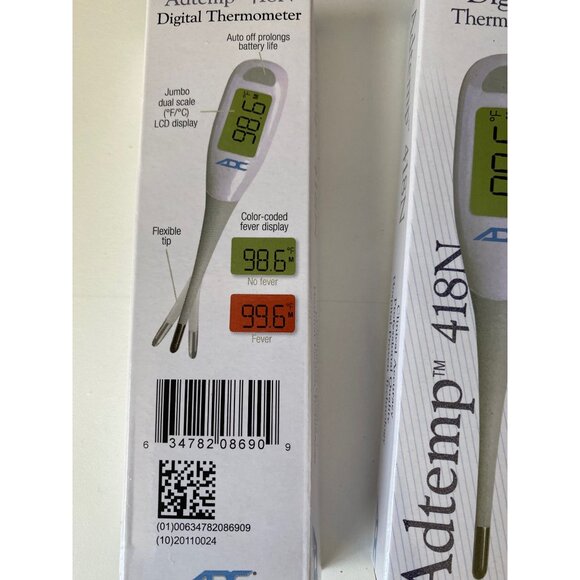 Adtemp™ 418N
Digital Thermometer
Auto off prolongs
battery life
Jumbo
dual scale
(°F/°C)
LCD display
98.6 °F M
ADC
Flexible
tip
Color-coded
fever display
98.6 °F M
No fever
99.6 °F M
Fever
6 34782 08690 9
(01)00634782086909
(10)20110024
ADC
Therm
°F
ADC
Adtemp™ 418N